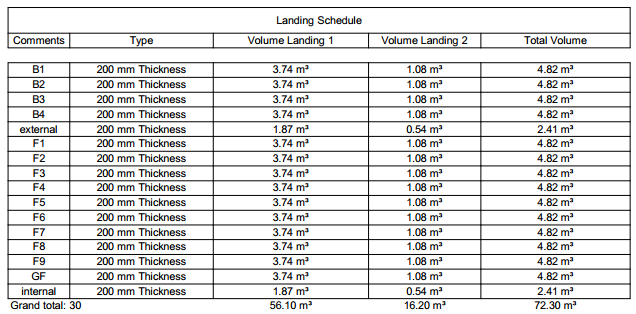 Landing Schedule
Comments Type Volume Landing 1 Volume Landing 2 Total Volume
B1 200 mm Thickness 3.74 m³ 1.08 m³ 4.82 m³
B2 200 mm Thickness 3.74 m³ 1.08 m³ 4.82 m³
B3 200 mm Thickness 3.74 m³ 1.08 m³ 4.82 m³
B4 200 mm Thickness 3.74 m³ 1.08 m³ 4.82 m³
external 200 mm Thickness 1.87 m³ 0.54 m³ 2.41 m³
F1 200 mm Thickness 3.74 m³ 1.08 m³ 4.82 m³
F2 200 mm Thickness 3.74 m³ 1.08 m³ 4.82 m³
F3 200 mm Thickness 3.74 m³ 1.08 m³ 4.82 m³
F4 200 mm Thickness 3.74 m³ 1.08 m³ 4.82 m³
F5 200 mm Thickness 3.74 m³ 1.08 m³ 4.82 m³
F6 200 mm Thickness 3.74 m³ 1.08 m³ 4.82 m³
F7 200 mm Thickness 3.74 m³ 1.08 m³ 4.82 m³
F8 200 mm Thickness 3.74 m³ 1.08 m³ 4.82 m³
F9 200 mm Thickness 3.74 m³ 1.08 m³ 4.82 m³
GF 200 mm Thickness 3.74 m³ 1.08 m³ 4.82 m³
internal 200 mm Thickness 1.87 m³ 0.54 m³ 2.41 m³
Grand total: 30 56.10 m³ 16.20 m³ 72.30 m³